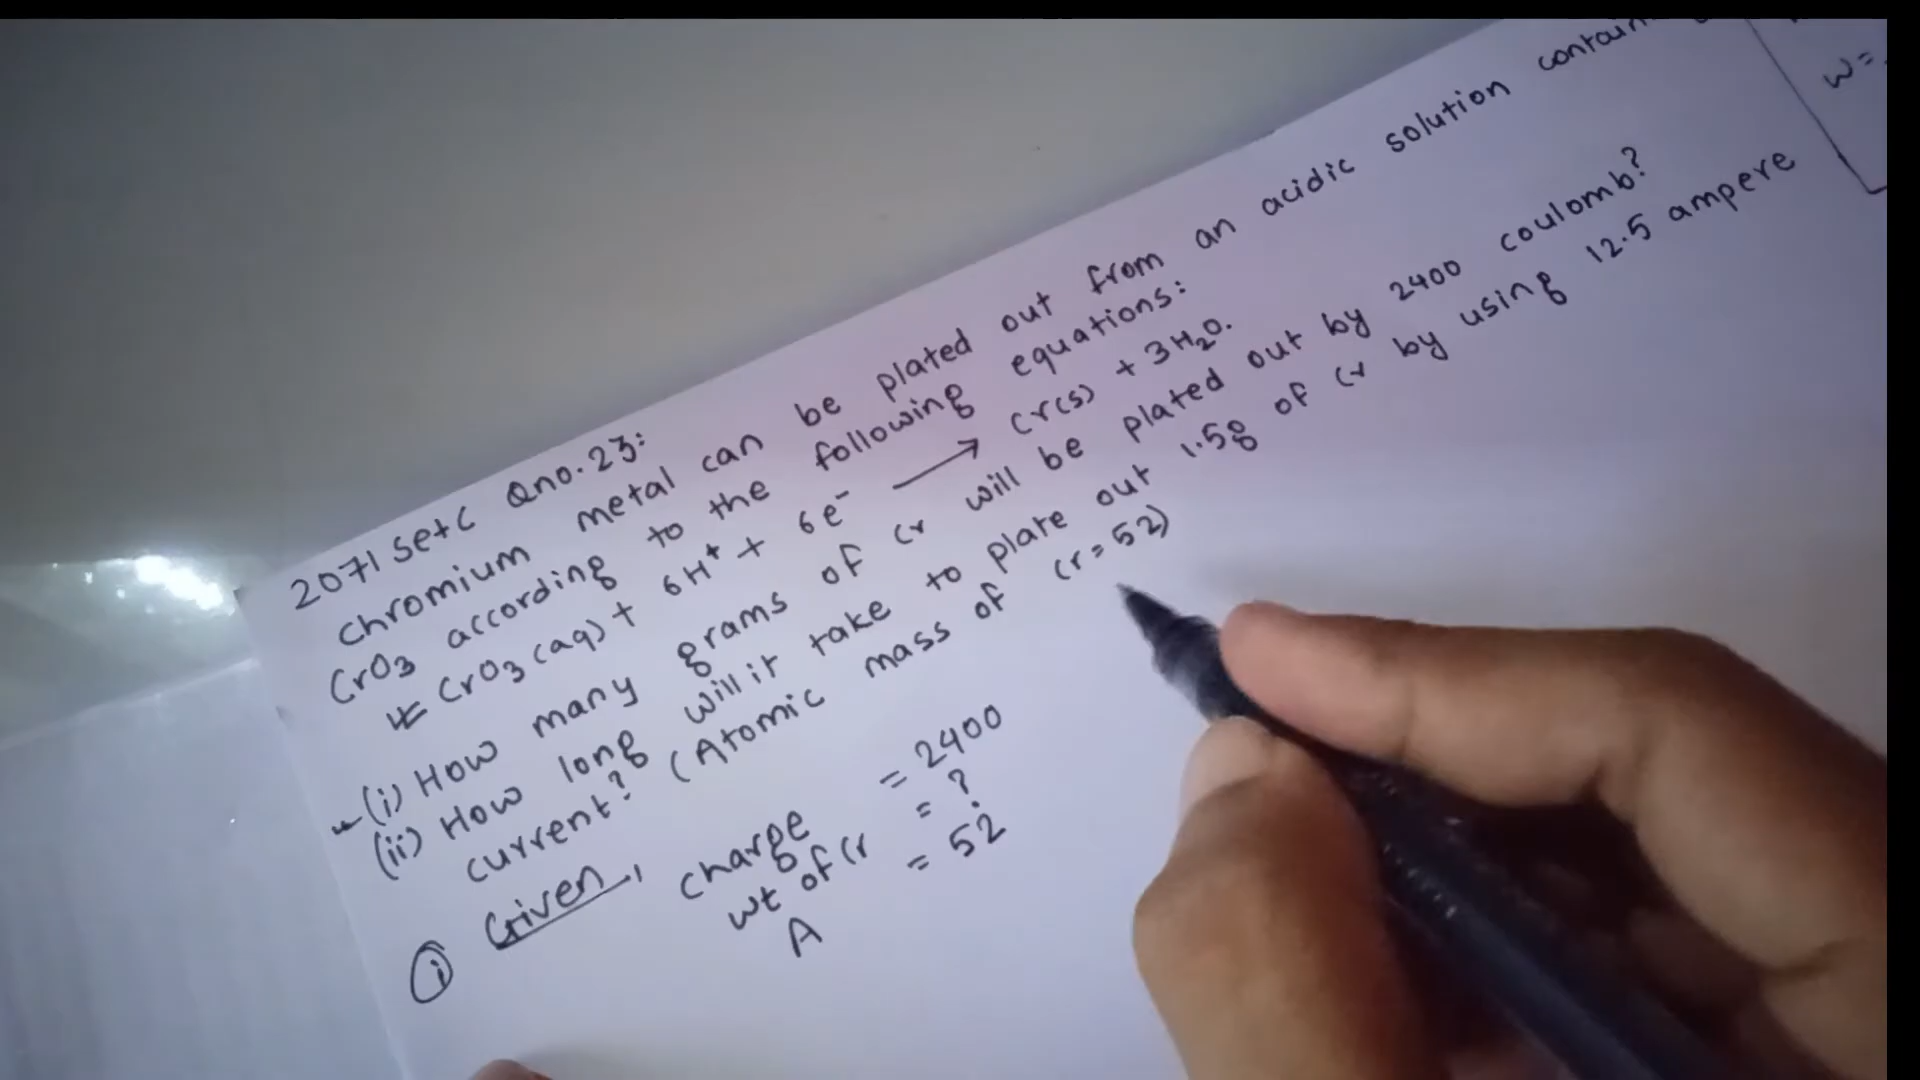 2071 Set C Qno. 23:
Chromium metal can be plated out from an acidic solution
CrO3 according to the following equations:
CrO3 (aq) + 6H+ + 6e- → Cr(s) + 3H2O.
(i) How many grams of Cr will be plated out by 2400 coulomb?
(ii) How long will it take to plate out 1.5g of Cr by using 12.5 ampere
current? (Atomic mass of Cr = 52)
(i) Given, charge = 2400
wt of Cr = ?
A = 52
w =